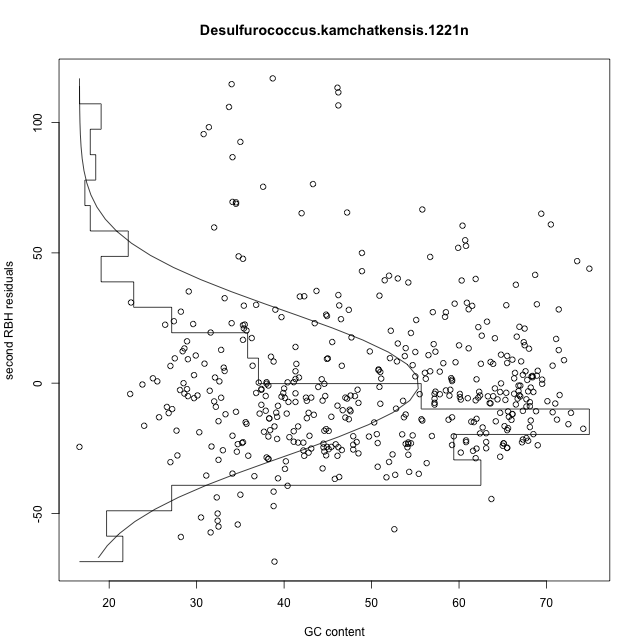 Desulfurococcus.kamchatkensis.1221n
second RBH residuals
100
50
0
-50
20 30 40 50 60 70
GC content